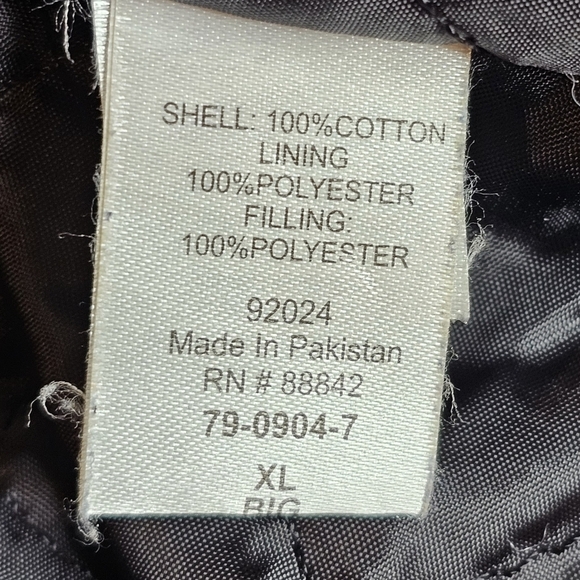 SHELL: 100%COTTON
LINING
100%POLYESTER
FILLING:
100%POLYESTER
92024
Made In Pakistan
RN # 88842
79-0904-7
XL
BIG